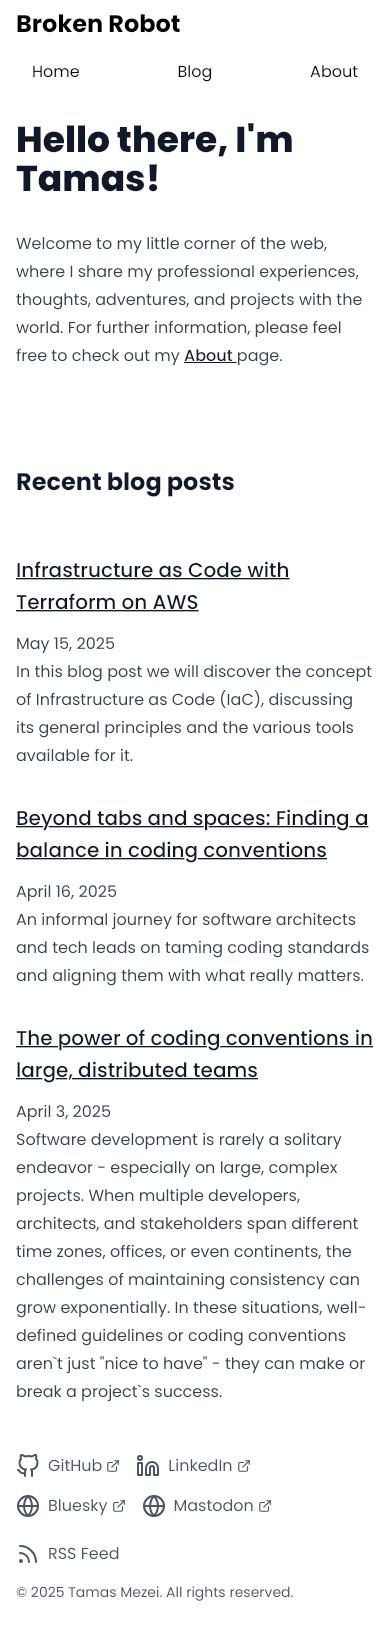 Broken Robot
Home Blog About
Hello there, I'm
Tamas!
Welcome to my little corner of the web,
where I share my professional experiences,
thoughts, adventures, and projects with the
world. For further information, please feel
free to check out my About page.
Recent blog posts
Infrastructure as Code with
Terraform on AWS
May 15, 2025
In this blog post we will discover the concept
of Infrastructure as Code (IaC), discussing
its general principles and the various tools
available for it.
Beyond tabs and spaces: Finding a
balance in coding conventions
April 16, 2025
An informal journey for software architects
and tech leads on taming coding standards
and aligning them with what really matters.
The power of coding conventions in
large, distributed teams
April 3, 2025
Software development is rarely a solitary
endeavor - especially on large, complex
projects. When multiple developers,
architects, and stakeholders span different
time zones, offices, or even continents, the
challenges of maintaining consistency can
grow exponentially. In these situations, well-
defined guidelines or coding conventions
aren`t just "nice to have" - they can make or
break a project`s success.
GitHub LinkedIn
Bluesky Mastodon
RSS Feed
© 2025 Tamas Mezei. All rights reserved.